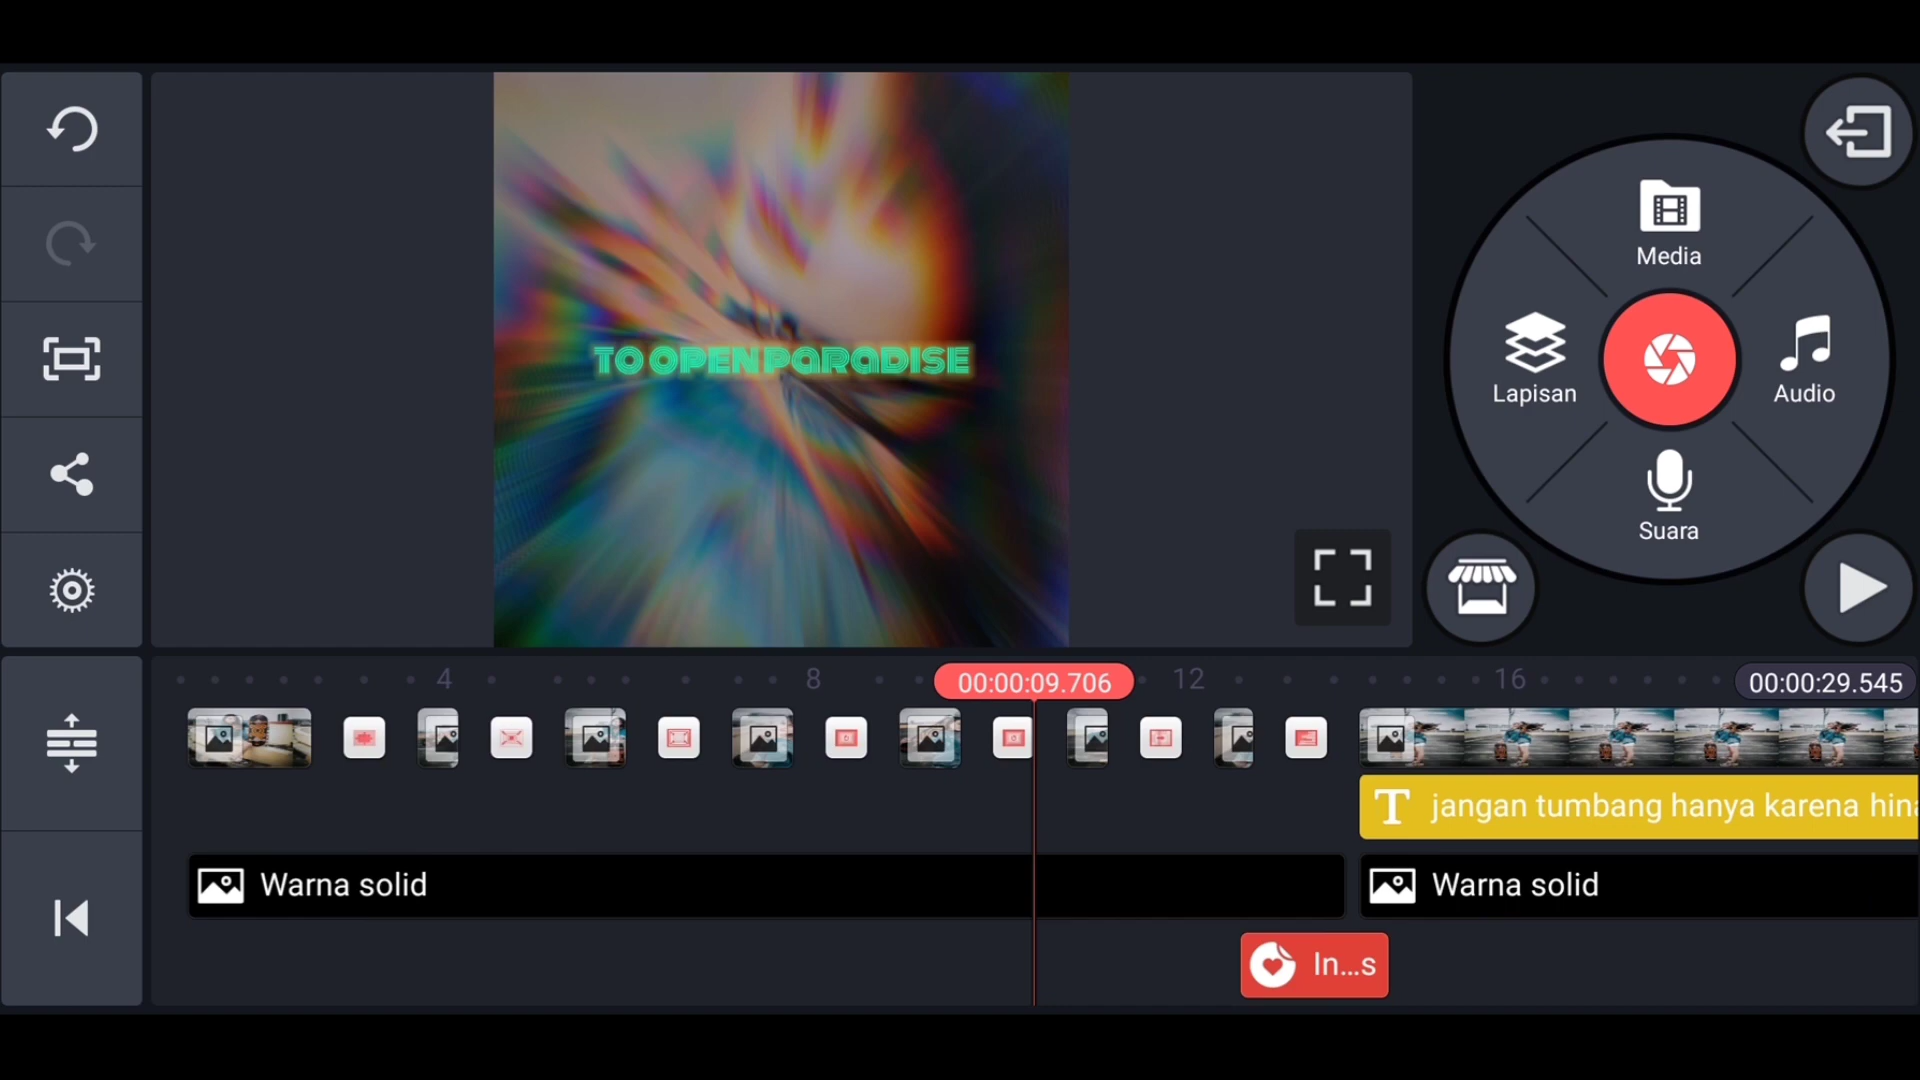 TO OPEN PARADISE
Media
Lapisan
Audio
Suara
4
8
00:00:09.706
12
16
00:00:29.545
jangan tumbang hanya karena hin
Warna solid
Warna solid
In...s